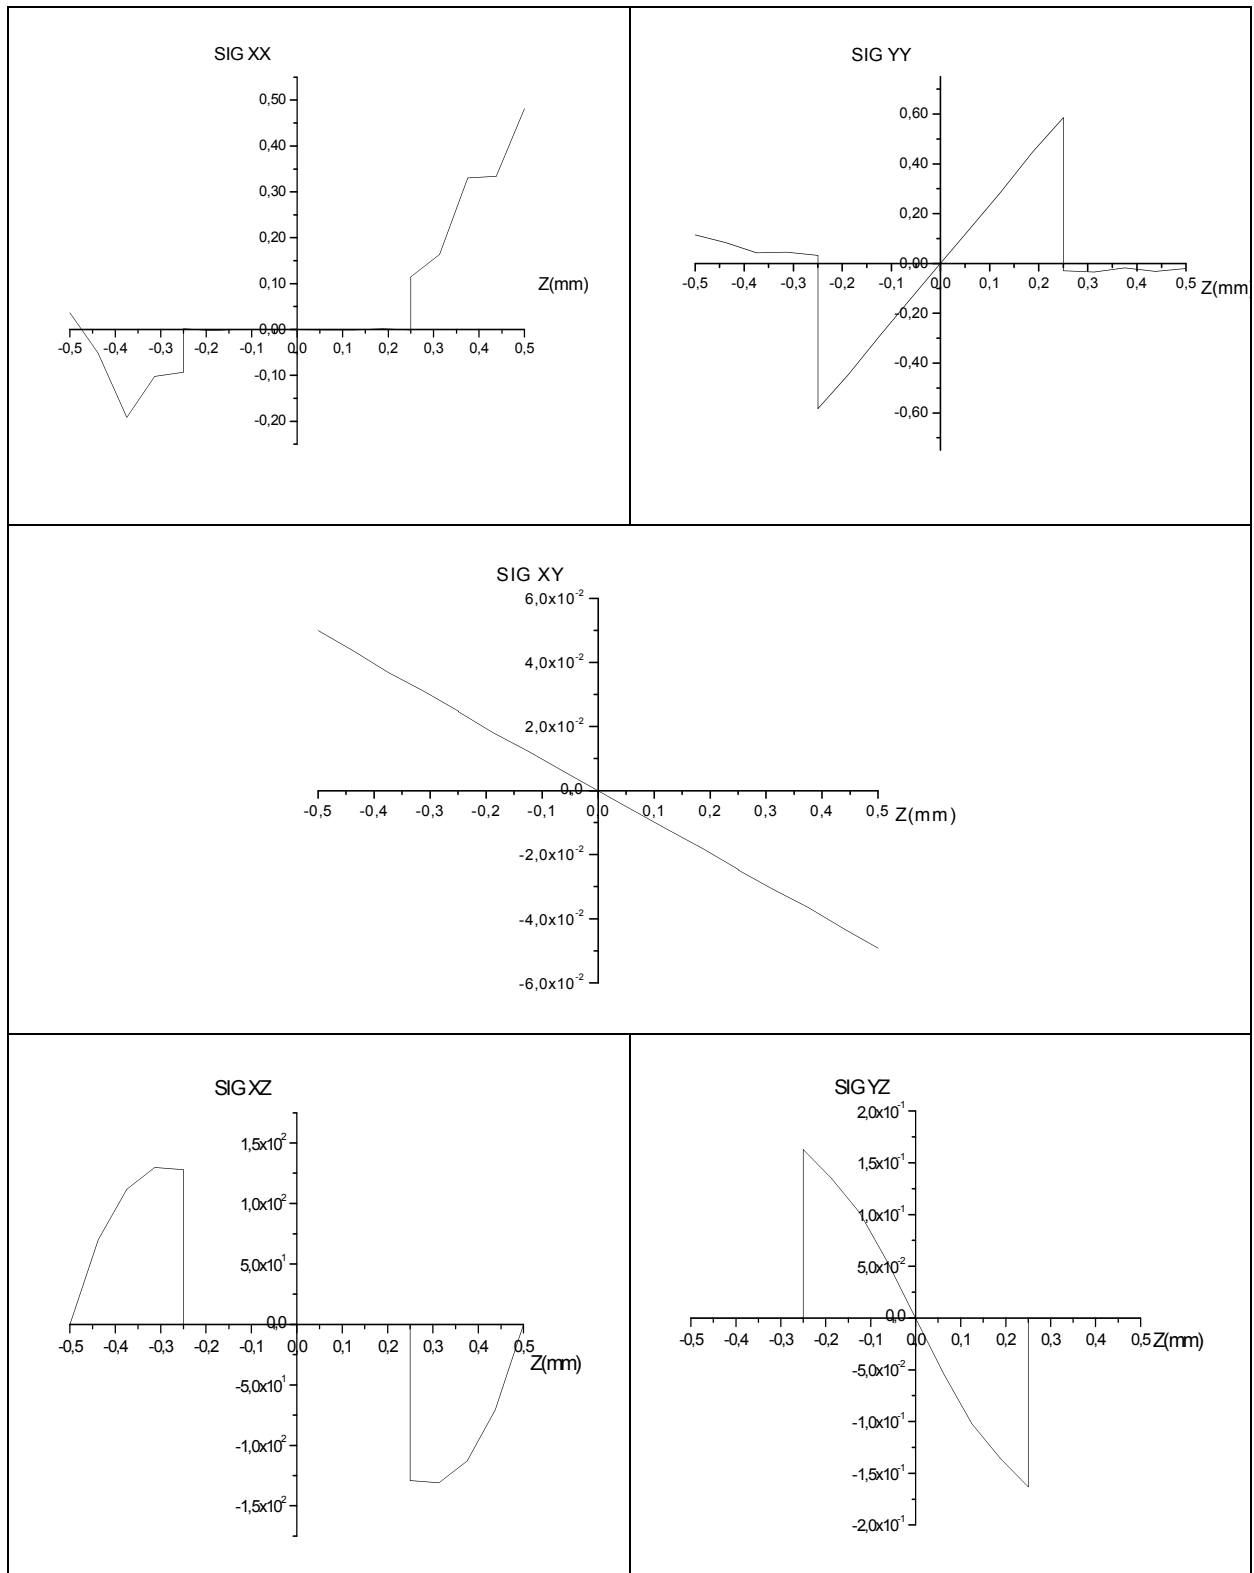 SIG XX
0,50
0,40
0,30
0,20
0,10
0,00
-0,10
-0,20
-0,5 -0,4 -0,3 -0,2 -0,1 0,0 0,1 0,2 0,3 0,4 0,5
Z(mm)
SIG YY
0,60
0,40
0,20
0,00
-0,20
-0,40
-0,60
-0,5 -0,4 -0,3 -0,2 -0,1 0,0 0,1 0,2 0,3 0,4 0,5 Z(mm
SIG XY
6,0x10⁻²
4,0x10⁻²
2,0x10⁻²
0,0
-2,0x10⁻²
-4,0x10⁻²
-6,0x10⁻²
-0,5 -0,4 -0,3 -0,2 -0,1 0,0 0,1 0,2 0,3 0,4 0,5 Z(mm)
SIGXZ
1,5x10²
1,0x10²
5,0x10¹
0,0
-5,0x10¹
-1,0x10²
-1,5x10²
-0,5 -0,4 -0,3 -0,2 -0,1 0,0 0,1 0,2 0,3 0,4 0,5
Z(mm)
SIGYZ
2,0x10⁻¹
1,5x10⁻¹
1,0x10⁻¹
5,0x10⁻²
0,0
-5,0x10⁻²
-1,0x10⁻¹
-1,5x10⁻¹
-2,0x10⁻¹
-0,5 -0,4 -0,3 -0,2 -0,1 0,0 0,1 0,2 0,3 0,4 0,5 Z(mm)